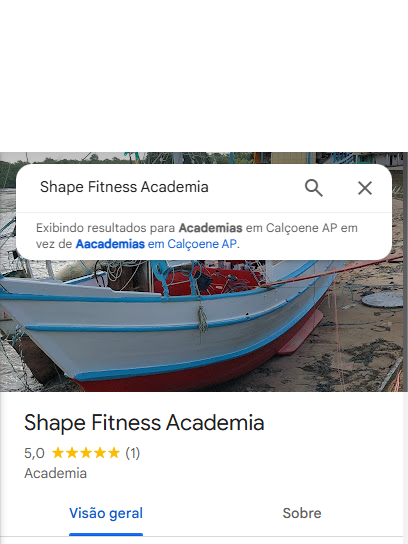 Shape Fitness Academia
Exibindo resultados para Academias em Calçoene AP em
vez de Aacademias em Calçoene AP.
Shape Fitness Academia
5,0 ★★★★★ (1)
Academia
Visão geral
Sobre